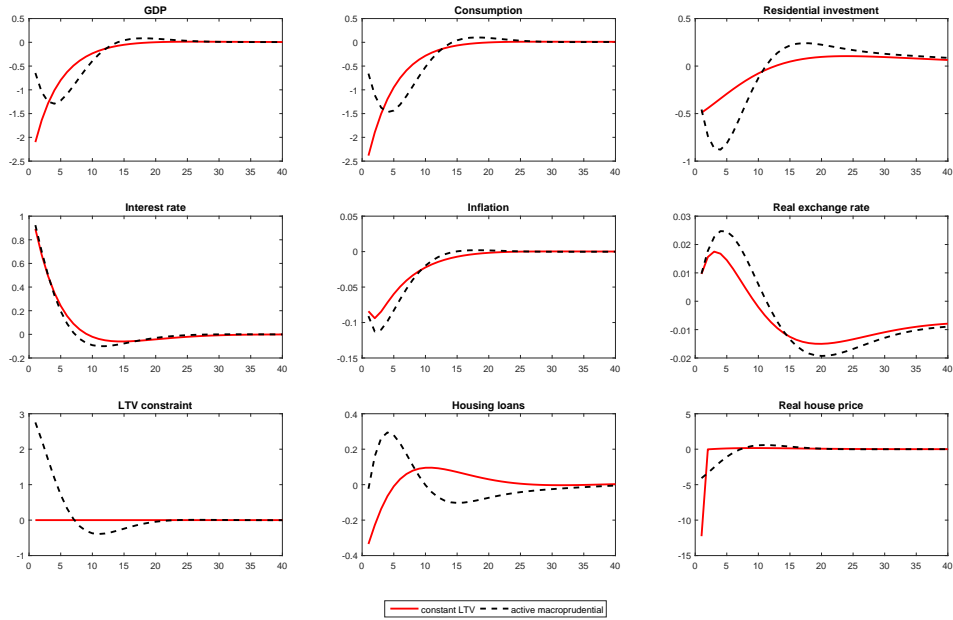 GDP
Consumption
Residential investment
0.5
0
-0.5
-1
-1.5
-2
-2.5
0 5 10 15 20 25 30 35 40
0.5
0
-0.5
-1
-1.5
-2
-2.5
0 5 10 15 20 25 30 35 40
0.5
0
-0.5
-1
0 5 10 15 20 25 30 35 40
Interest rate
Inflation
Real exchange rate
1
0.8
0.6
0.4
0.2
0
-0.2
0 5 10 15 20 25 30 35 40
0.05
0
-0.05
-0.1
-0.15
0 5 10 15 20 25 30 35 40
0.03
0.02
0.01
0
-0.01
-0.02
0 5 10 15 20 25 30 35 40
LTV constraint
Housing loans
Real house price
3
2
1
0
-1
0 5 10 15 20 25 30 35 40
0.4
0.2
0
-0.2
-0.4
0 5 10 15 20 25 30 35 40
5
0
-5
-10
-15
0 5 10 15 20 25 30 35 40
constant LTV active macroprudential